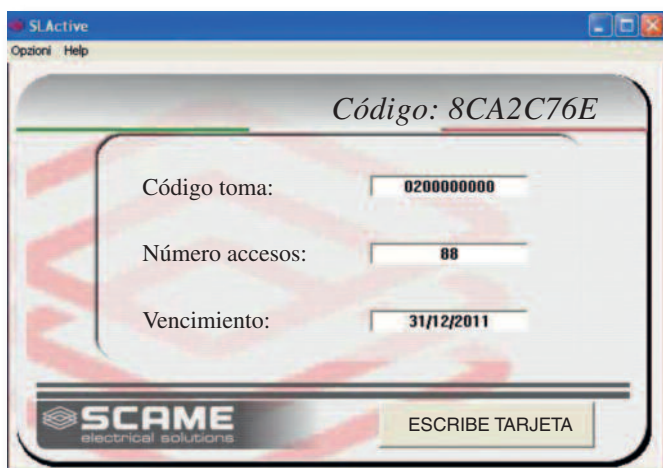 SLActive
Opzioni Help
Código: 8CA2C76E
Código toma: 0200000000
Número accesos: 88
Vencimiento: 31/12/2011
SCAME
electrical solutions
ESCRIBE TARJETA